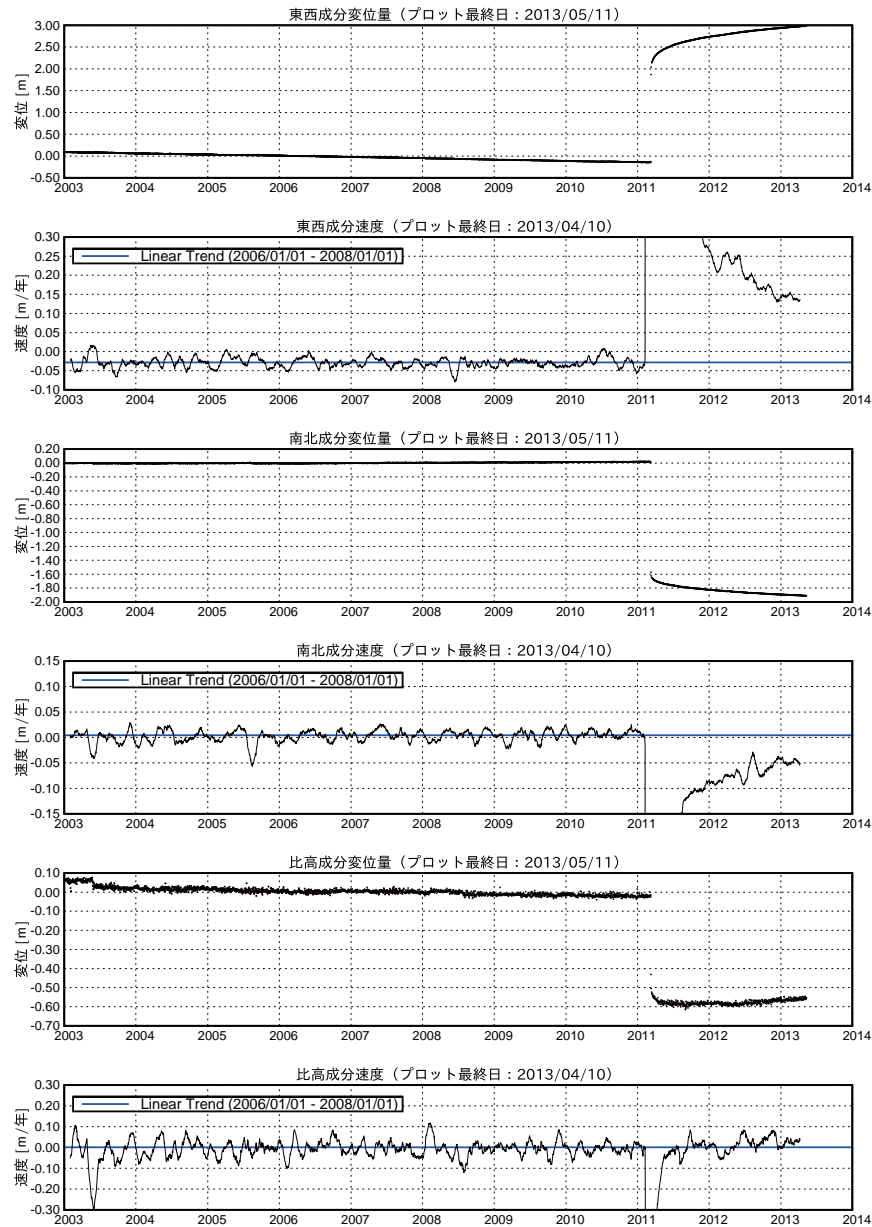 東西成分変位量（プロット最終日：2013/05/11）
変位 [m]
3.00
2.50
2.00
1.50
1.00
0.50
0.00
-0.50
2003 2004 2005 2006 2007 2008 2009 2010 2011 2012 2013 2014
東西成分速度（プロット最終日：2013/04/10）
速度 [m/年]
0.30
0.25
0.20
0.15
0.10
0.05
0.00
-0.05
-0.10
Linear Trend (2006/01/01 - 2008/01/01)
2003 2004 2005 2006 2007 2008 2009 2010 2011 2012 2013 2014
南北成分変位量（プロット最終日：2013/05/11）
変位 [m]
0.20
0.00
-0.20
-0.40
-0.60
-0.80
-1.00
-1.20
-1.40
-1.60
-1.80
-2.00
2003 2004 2005 2006 2007 2008 2009 2010 2011 2012 2013 2014
南北成分速度（プロット最終日：2013/04/10）
速度 [m/年]
0.15
0.10
0.05
0.00
-0.05
-0.10
-0.15
Linear Trend (2006/01/01 - 2008/01/01)
2003 2004 2005 2006 2007 2008 2009 2010 2011 2012 2013 2014
比高成分変位量（プロット最終日：2013/05/11）
変位 [m]
0.10
0.00
-0.10
-0.20
-0.30
-0.40
-0.50
-0.60
-0.70
2003 2004 2005 2006 2007 2008 2009 2010 2011 2012 2013 2014
比高成分速度（プロット最終日：2013/04/10）
速度 [m/年]
0.30
0.20
0.10
0.00
-0.10
-0.20
-0.30
Linear Trend (2006/01/01 - 2008/01/01)
2003 2004 2005 2006 2007 2008 2009 2010 2011 2012 2013 2014